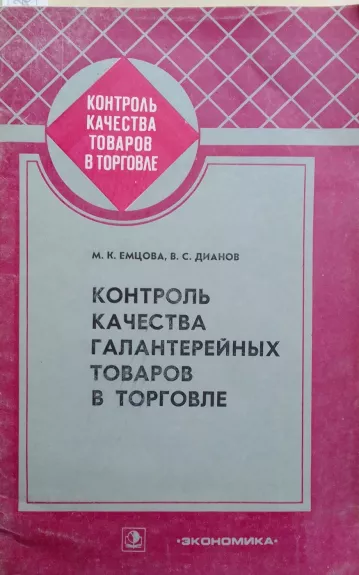 КОНТРОЛЬ
КАЧЕСТВА
ТОВАРОВ
В ТОРГОВЛЕ
М. К. ЕМЦОВА, В. С. ДИАНОВ
КОНТРОЛЬ
КАЧЕСТВА
ГАЛАНТЕРЕЙНЫХ
ТОВАРОВ
В ТОРГОВЛЕ
•ЭКОНОМИКА•